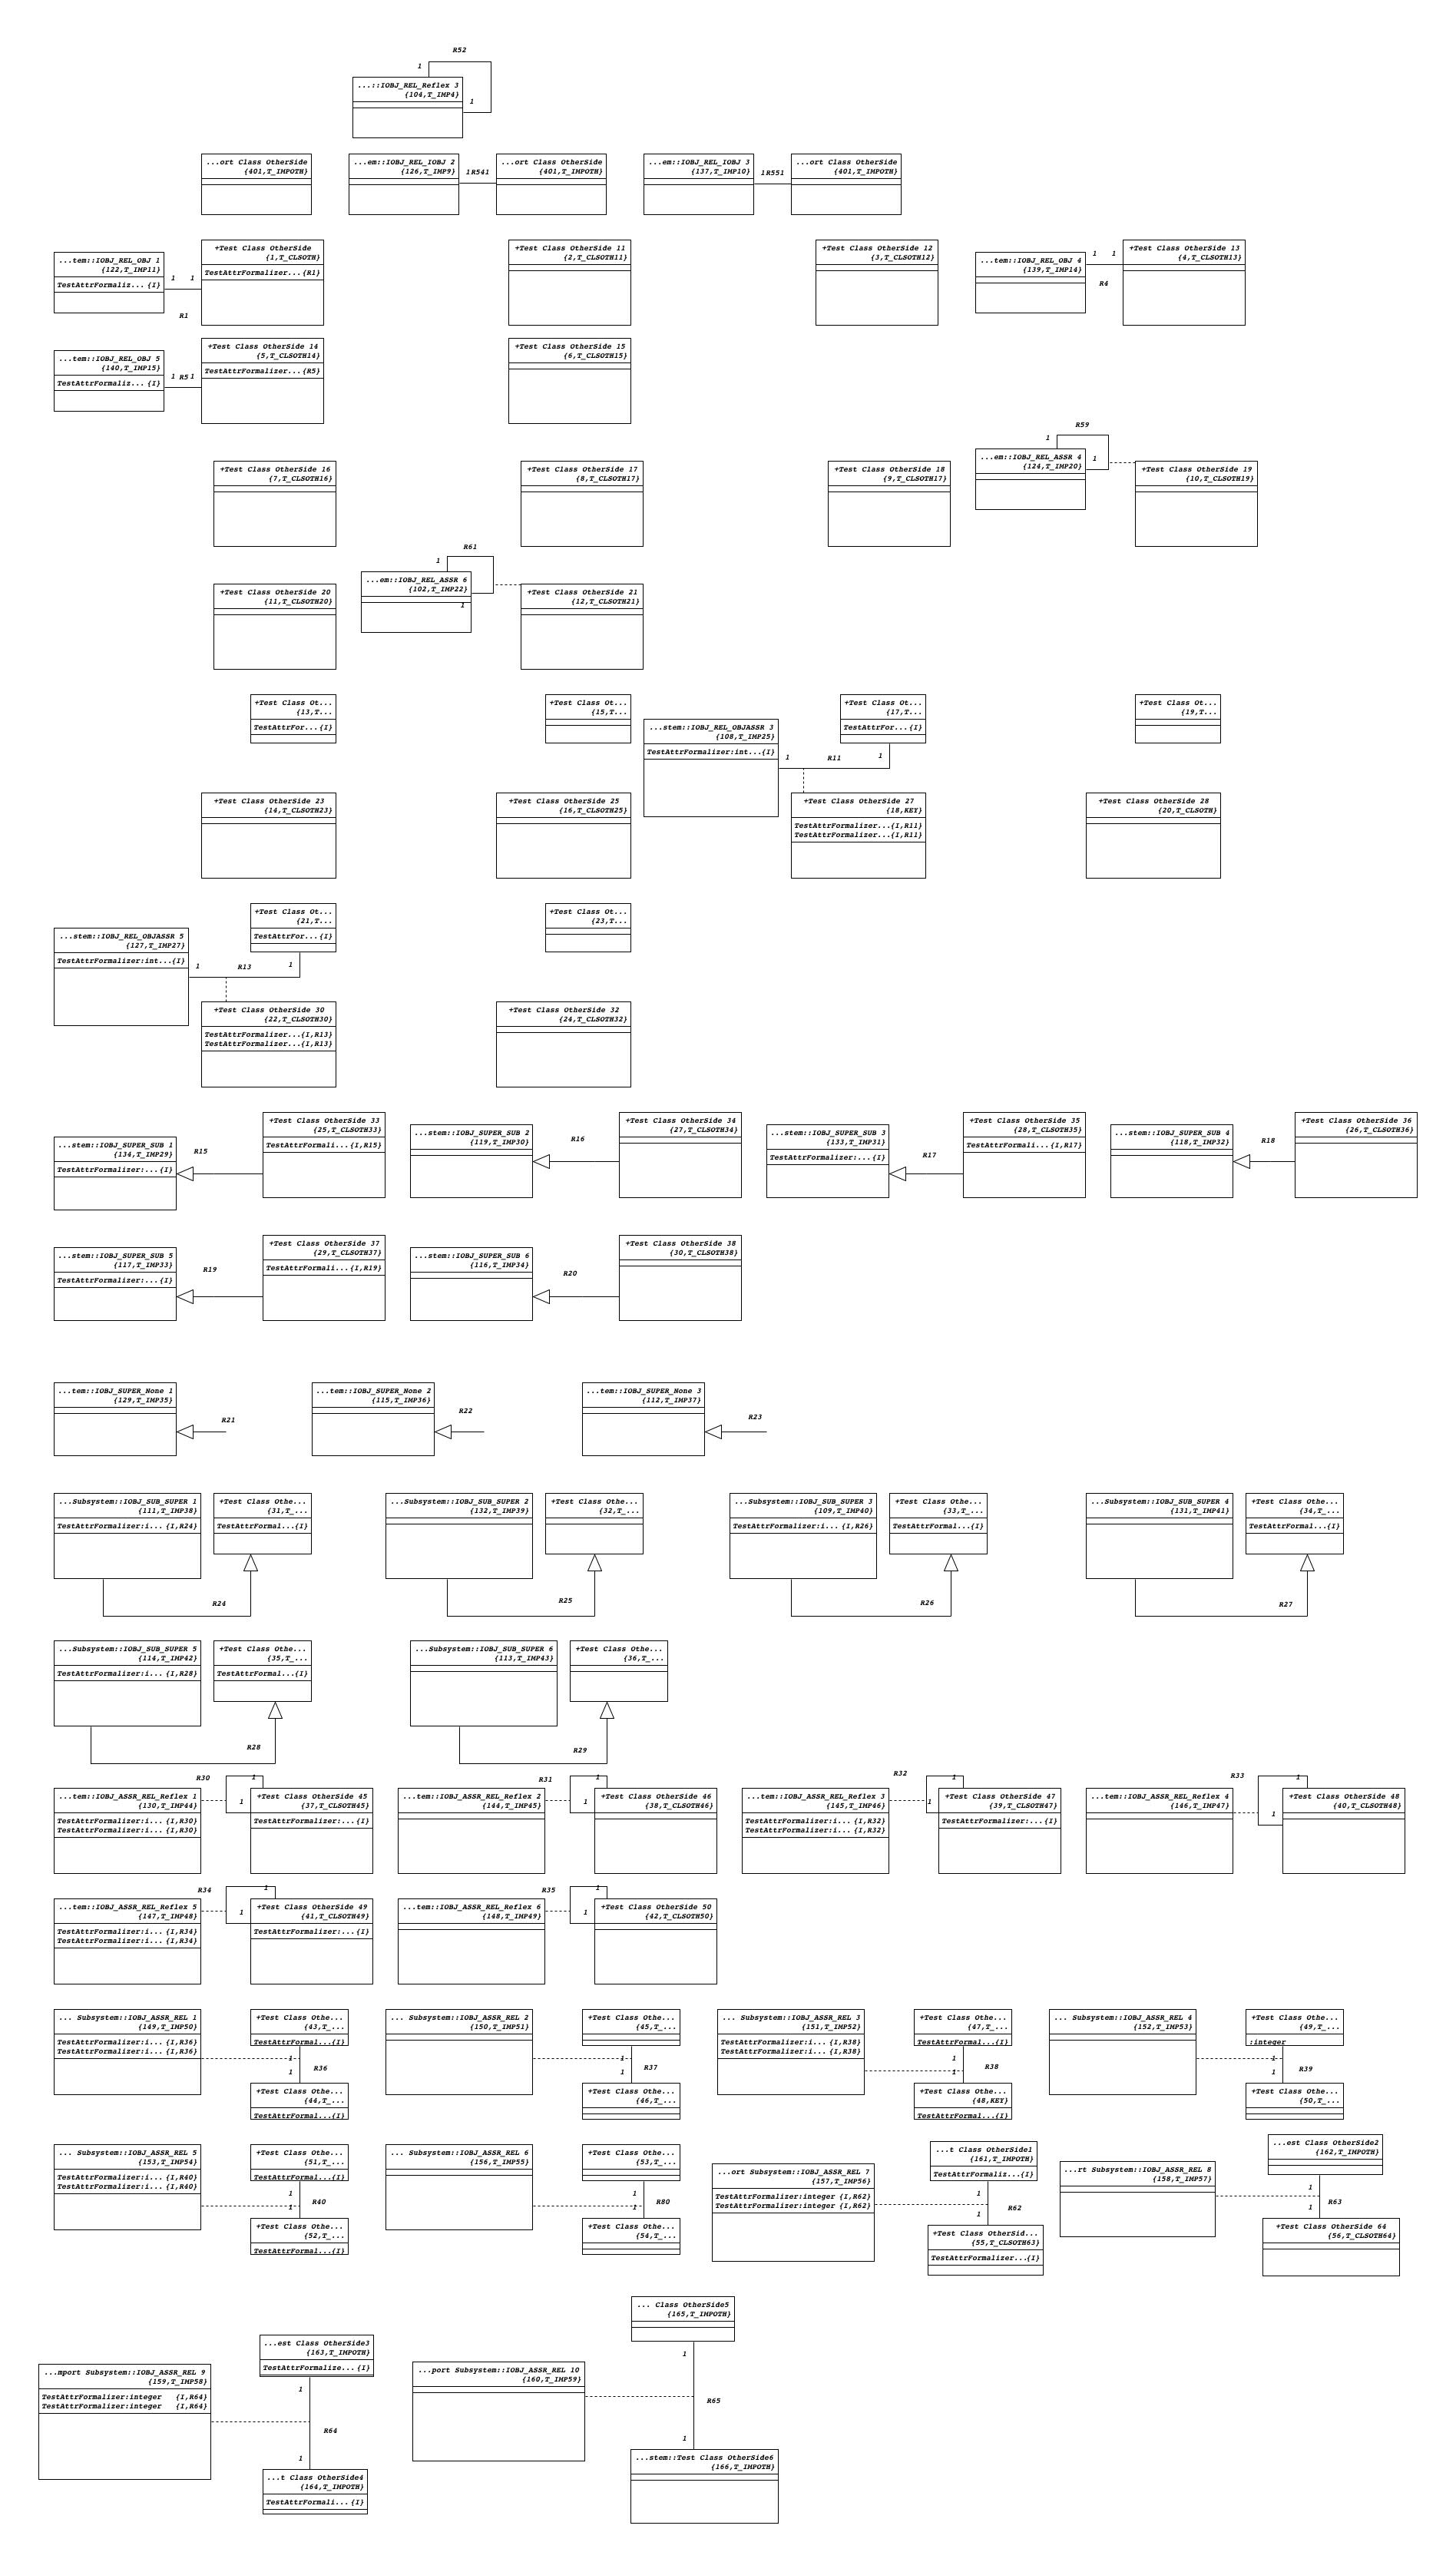 R52
1
...::IOBJ_REL_Reflex 3
{104,T_IMP4}
1
...ort Class OtherSide
{401,T_IMPOTH}
...em::IOBJ_REL_IOBJ 2
{126,T_IMP9}
1R541
...ort Class OtherSide
{401,T_IMPOTH}
...em::IOBJ_REL_IOBJ 3
{137,T_IMP10}
1R551
...ort Class OtherSide
{401,T_IMPOTH}
...tem::IOBJ_REL_OBJ 1
{122,T_IMP11}
TestAttrFormaliz... {I}
1 1
R1
+Test Class OtherSide
{1,T_CLSOTH}
TestAttrFormalizer... {R1}
+Test Class OtherSide 11
{2,T_CLSOTH11}
+Test Class OtherSide 12
{3,T_CLSOTH12}
...tem::IOBJ_REL_OBJ 4
{139,T_IMP14}
1 1
R4
+Test Class OtherSide 13
{4,T_CLSOTH13}
...tem::IOBJ_REL_OBJ 5
{140,T_IMP15}
TestAttrFormaliz... {I}
1 R5 1
+Test Class OtherSide 14
{5,T_CLSOTH14}
TestAttrFormalizer... {R5}
+Test Class OtherSide 15
{6,T_CLSOTH15}
+Test Class OtherSide 16
{7,T_CLSOTH16}
+Test Class OtherSide 17
{8,T_CLSOTH17}
+Test Class OtherSide 18
{9,T_CLSOTH17}
R59
1
...em::IOBJ_REL_ASSR 4
{124,T_IMP20}
1
+Test Class OtherSide 19
{10,T_CLSOTH19}
+Test Class OtherSide 20
{11,T_CLSOTH20}
R61
1
...em::IOBJ_REL_ASSR 6
{102,T_IMP22}
1
+Test Class OtherSide 21
{12,T_CLSOTH21}
+Test Class Ot...
{13,T...
TestAttrFor...{I}
+Test Class Ot...
{15,T...
...stem::IOBJ_REL_OBJASSR 3
{108,T_IMP25}
TestAttrFormalizer:int...{I}
+Test Class Ot...
{17,T...
TestAttrFor...{I}
1 R11 1
+Test Class Ot...
{19,T...
+Test Class OtherSide 23
{14,T_CLSOTH23}
+Test Class OtherSide 25
{16,T_CLSOTH25}
+Test Class OtherSide 27
{18,KEY}
TestAttrFormalizer...{I,R11}
TestAttrFormalizer...{I,R11}
+Test Class OtherSide 28
{20,T_CLSOTH}
...stem::IOBJ_REL_OBJASSR 5
{127,T_IMP27}
TestAttrFormalizer:int...{I}
+Test Class Ot...
{21,T...
TestAttrFor...{I}
1 R13 1
+Test Class Ot...
{23,T...
+Test Class OtherSide 30
{22,T_CLSOTH30}
TestAttrFormalizer...{I,R13}
TestAttrFormalizer...{I,R13}
+Test Class OtherSide 32
{24,T_CLSOTH32}
...stem::IOBJ_SUPER_SUB 1
{134,T_IMP29}
TestAttrFormalizer:...{I}
R15
+Test Class OtherSide 33
{25,T_CLSOTH33}
TestAttrFormali...{I,R15}
...stem::IOBJ_SUPER_SUB 2
{119,T_IMP30}
R16
+Test Class OtherSide 34
{27,T_CLSOTH34}
...stem::IOBJ_SUPER_SUB 3
{133,T_IMP31}
TestAttrFormalizer:...{I}
R17
+Test Class OtherSide 35
{28,T_CLSOTH35}
TestAttrFormali...{I,R17}
...stem::IOBJ_SUPER_SUB 4
{118,T_IMP32}
R18
+Test Class OtherSide 36
{26,T_CLSOTH36}
...stem::IOBJ_SUPER_SUB 5
{117,T_IMP33}
TestAttrFormalizer:...{I}
R19
+Test Class OtherSide 37
{29,T_CLSOTH37}
TestAttrFormali...{I,R19}
...stem::IOBJ_SUPER_SUB 6
{116,T_IMP34}
R20
+Test Class OtherSide 38
{30,T_CLSOTH38}
...tem::IOBJ_SUPER_None 1
{129,T_IMP35}
R21
...tem::IOBJ_SUPER_None 2
{115,T_IMP36}
R22
...tem::IOBJ_SUPER_None 3
{112,T_IMP37}
R23
...Subsystem::IOBJ_SUB_SUPER 1
{111,T_IMP38}
TestAttrFormalizer:i... {I,R24}
+Test Class Othe...
{31,T_...
TestAttrFormal...{I}
R24
...Subsystem::IOBJ_SUB_SUPER 2
{132,T_IMP39}
+Test Class Othe...
{32,T_...
R25
...Subsystem::IOBJ_SUB_SUPER 3
{109,T_IMP40}
TestAttrFormalizer:i... {I,R26}
+Test Class Othe...
{33,T_...
TestAttrFormal...{I}
R26
...Subsystem::IOBJ_SUB_SUPER 4
{131,T_IMP41}
+Test Class Othe...
{34,T_...
TestAttrFormal...{I}
R27
...Subsystem::IOBJ_SUB_SUPER 5
{114,T_IMP42}
TestAttrFormalizer:i... {I,R28}
+Test Class Othe...
{35,T_...
TestAttrFormal...{I}
R28
...Subsystem::IOBJ_SUB_SUPER 6
{113,T_IMP43}
+Test Class Othe...
{36,T_...
R29
...tem::IOBJ_ASSR_REL_Reflex 1
{130,T_IMP44}
TestAttrFormalizer:i... {I,R30}
TestAttrFormalizer:i... {I,R30}
R30
1
1
+Test Class OtherSide 45
{37,T_CLSOTH45}
TestAttrFormalizer:...{I}
...tem::IOBJ_ASSR_REL_Reflex 2
{144,T_IMP45}
R31
1
1
+Test Class OtherSide 46
{38,T_CLSOTH46}
...tem::IOBJ_ASSR_REL_Reflex 3
{145,T_IMP46}
TestAttrFormalizer:i... {I,R32}
TestAttrFormalizer:i... {I,R32}
R32
1
1
+Test Class OtherSide 47
{39,T_CLSOTH47}
TestAttrFormalizer:...{I}
...tem::IOBJ_ASSR_REL_Reflex 4
{146,T_IMP47}
R33
1
1
+Test Class OtherSide 48
{40,T_CLSOTH48}
...tem::IOBJ_ASSR_REL_Reflex 5
{147,T_IMP48}
TestAttrFormalizer:i... {I,R34}
TestAttrFormalizer:i... {I,R34}
R34
1
1
+Test Class OtherSide 49
{41,T_CLSOTH49}
TestAttrFormalizer:...{I}
...tem::IOBJ_ASSR_REL_Reflex 6
{148,T_IMP49}
R35
1
1
+Test Class OtherSide 50
{42,T_CLSOTH50}
... Subsystem::IOBJ_ASSR_REL 1
{149,T_IMP50}
TestAttrFormalizer:i... {I,R36}
TestAttrFormalizer:i... {I,R36}
+Test Class Othe...
{43,T_...
TestAttrFormal...{I}
1
1
R36
+Test Class Othe...
{44,T_...
TestAttrFormal...{I}
... Subsystem::IOBJ_ASSR_REL 2
{150,T_IMP51}
+Test Class Othe...
{45,T_...
1
1
R37
+Test Class Othe...
{46,T_...
... Subsystem::IOBJ_ASSR_REL 3
{151,T_IMP52}
TestAttrFormalizer:i... {I,R38}
TestAttrFormalizer:i... {I,R38}
+Test Class Othe...
{47,T_...
TestAttrFormal...{I}
1
1
R38
+Test Class Othe...
{48,KEY}
TestAttrFormal...{I}
... Subsystem::IOBJ_ASSR_REL 4
{152,T_IMP53}
+Test Class Othe...
{49,T_...
:integer
1
1
R39
+Test Class Othe...
{50,T_...
... Subsystem::IOBJ_ASSR_REL 5
{153,T_IMP54}
TestAttrFormalizer:i... {I,R40}
TestAttrFormalizer:i... {I,R40}
+Test Class Othe...
{51,T_...
TestAttrFormal...{I}
1
1
R40
+Test Class Othe...
{52,T_...
TestAttrFormal...{I}
... Subsystem::IOBJ_ASSR_REL 6
{156,T_IMP55}
+Test Class Othe...
{53,T_...
1
1
R80
+Test Class Othe...
{54,T_...
...ort Subsystem::IOBJ_ASSR_REL 7
{157,T_IMP56}
TestAttrFormalizer:integer {I,R62}
TestAttrFormalizer:integer {I,R62}
...t Class OtherSide1
{161,T_IMPOTH}
TestAttrFormaliz...{I}
1
1
R62
+Test Class OtherSid...
{55,T_CLSOTH63}
TestAttrFormalizer...{I}
...rt Subsystem::IOBJ_ASSR_REL 8
{158,T_IMP57}
...est Class OtherSide2
{162,T_IMPOTH}
1
1
R63
+Test Class OtherSide 64
{56,T_CLSOTH64}
...mport Subsystem::IOBJ_ASSR_REL 9
{159,T_IMP58}
TestAttrFormalizer:integer {I,R64}
TestAttrFormalizer:integer {I,R64}
...est Class OtherSide3
{163,T_IMPOTH}
TestAttrFormalize... {I}
1
R64
1
...t Class OtherSide4
{164,T_IMPOTH}
TestAttrFormali... {I}
...port Subsystem::IOBJ_ASSR_REL 10
{160,T_IMP59}
... Class OtherSide5
{165,T_IMPOTH}
1
R65
1
...stem::Test Class OtherSide6
{166,T_IMPOTH}